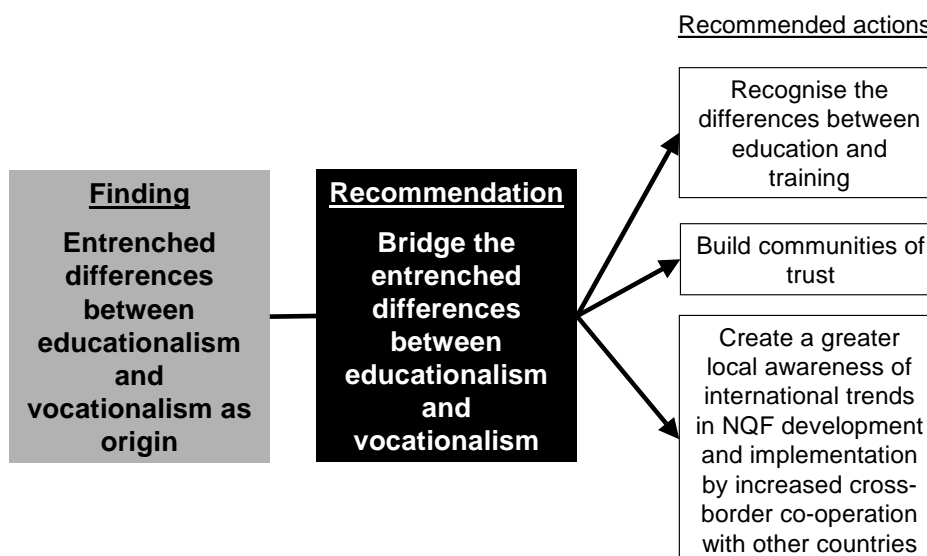 Recommended actions
Recognise the
differences between
education and
training
Finding
Entrenched
differences
between
educationalism
and
vocationalism as
origin
Recommendation
Bridge the
entrenched
differences
between
educationalism
and
vocationalism
Build communities of
trust
Create a greater
local awareness of
international trends
in NQF development
and implementation
by increased cross-
border co-operation
with other countries